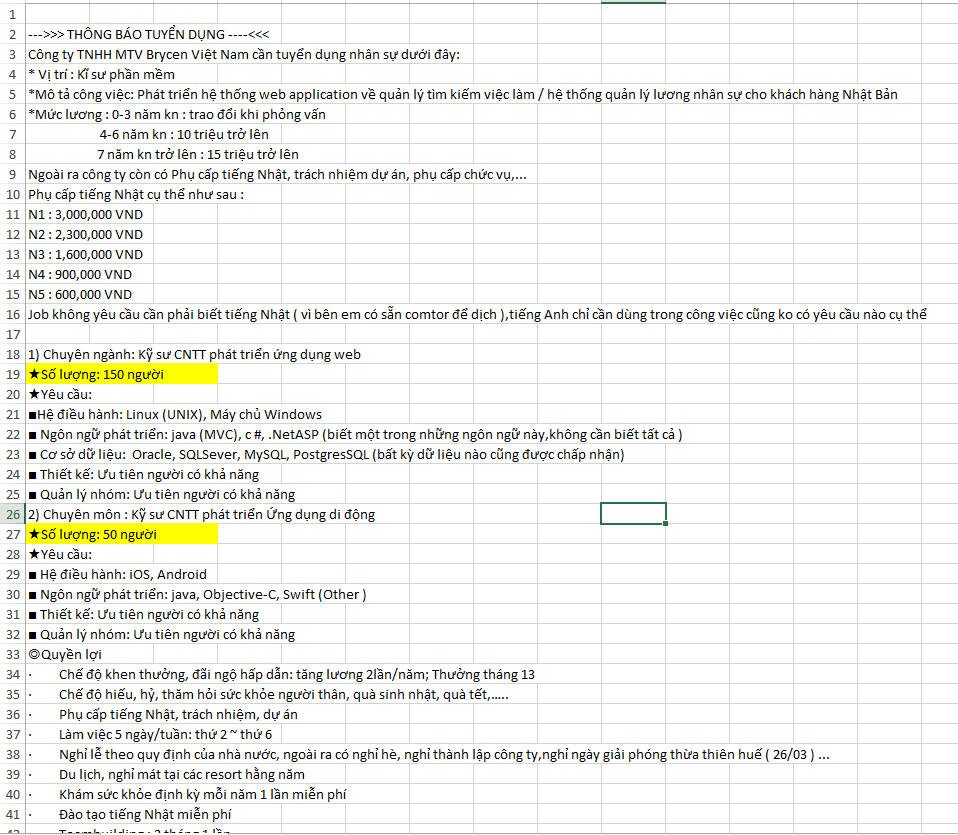 1
2 --->>> THÔNG BÁO TUYỂN DỤNG ----<<<
3 Công ty TNHH MTV Brycen Việt Nam cần tuyển dụng nhân sự dưới đây:
4 * Vị trí : Kĩ sư phần mềm
5 *Mô tả công việc: Phát triển hệ thống web application về quản lý tìm kiếm việc làm / hệ thống quản lý lương nhân sự cho khách hàng Nhật Bản
6 *Mức lương : 0-3 năm kn : trao đổi khi phỏng vấn
7 4-6 năm kn : 10 triệu trở lên
8 7 năm kn trở lên : 15 triệu trở lên
9 Ngoài ra công ty còn có Phụ cấp tiếng Nhật, trách nhiệm dự án, phụ cấp chức vụ,...
10 Phụ cấp tiếng Nhật cụ thể như sau :
11 N1 : 3,000,000 VND
12 N2 : 2,300,000 VND
13 N3 : 1,600,000 VND
14 N4 : 900,000 VND
15 N5 : 600,000 VND
16 Job không yêu cầu cần phải biết tiếng Nhật ( vì bên em có sẵn comtor để dịch ),tiếng Anh chỉ cần dùng trong công việc cũng ko có yêu cầu nào cụ thể
17
18 1) Chuyên ngành: Kỹ sư CNTT phát triển ứng dụng web
19 ★Số lượng: 150 người
20 ★Yêu cầu:
21 ■Hệ điều hành: Linux (UNIX), Máy chủ Windows
22 ■ Ngôn ngữ phát triển: java (MVC), c #, .NetASP (biết một trong những ngôn ngữ này,không cần biết tất cả )
23 ■ Cơ sở dữ liệu: Oracle, SQLSever, MySQL, PostgresSQL (bất kỳ dữ liệu nào cũng được chấp nhận)
24 ■ Thiết kế: Ưu tiên người có khả năng
25 ■ Quản lý nhóm: Ưu tiên người có khả năng
26 2) Chuyên môn : Kỹ sư CNTT phát triển Ứng dụng di động
27 ★Số lượng: 50 người
28 ★Yêu cầu:
29 ■ Hệ điều hành: iOS, Android
30 ■ Ngôn ngữ phát triển: java, Objective-C, Swift (Other )
31 ■ Thiết kế: Ưu tiên người có khả năng
32 ■ Quản lý nhóm: Ưu tiên người có khả năng
33 ◎Quyền lợi
34 · Chế độ khen thưởng, đãi ngộ hấp dẫn: tăng lương 2lần/năm; Thưởng tháng 13
35 · Chế độ hiếu, hỷ, thăm hỏi sức khỏe người thân, quà sinh nhật, quà tết,.....
36 · Phụ cấp tiếng Nhật, trách nhiệm, dự án
37 · Làm việc 5 ngày/tuần: thứ 2 ~ thứ 6
38 · Nghỉ lễ theo quy định của nhà nước, ngoài ra có nghỉ hè, nghỉ thành lập công ty,nghỉ ngày giải phóng thừa thiên huế ( 26/03 ) ...
39 · Du lịch, nghỉ mát tại các resort hằng năm
40 · Khám sức khỏe định kỳ mỗi năm 1 lần miễn phí
41 · Đào tạo tiếng Nhật miễn phí
42 · Teambuilding : 2 tháng 1 lần